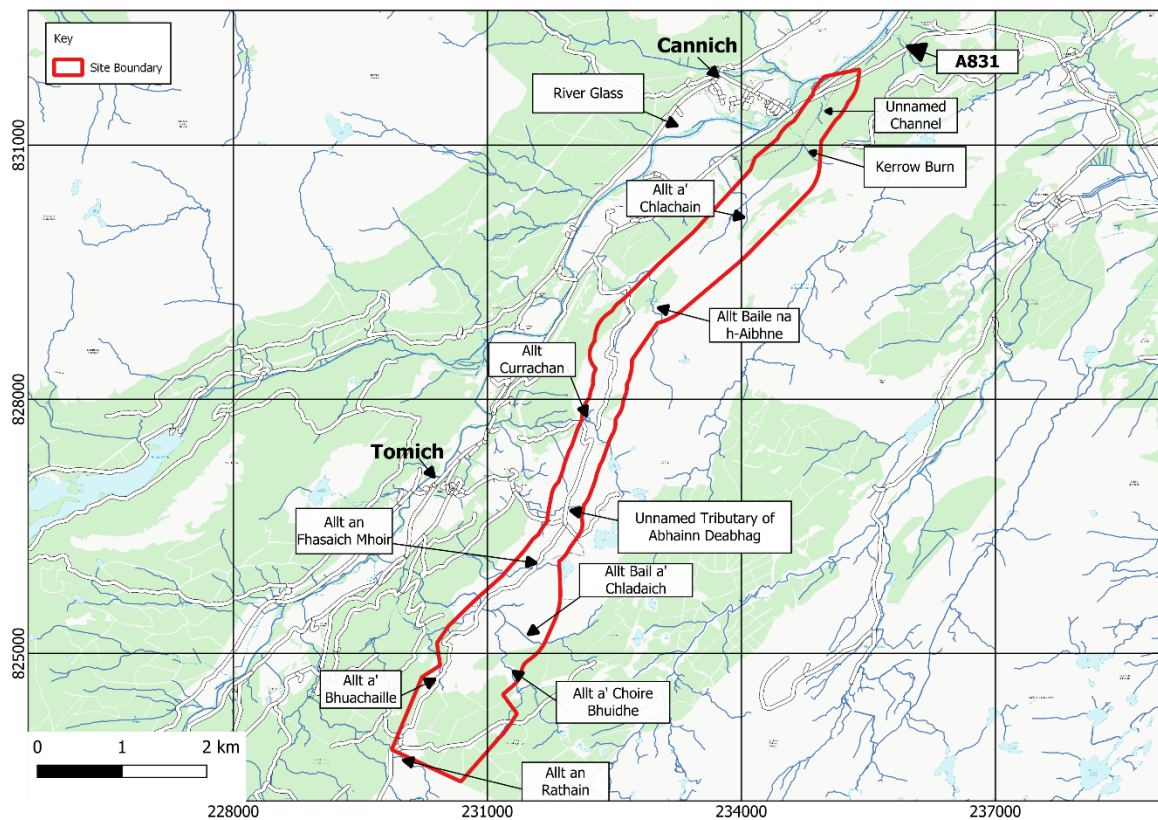 Key
Site Boundary
Cannich
A831
River Glass
Unnamed
Channel
Kerrow Burn
831000
Allt a'
Chlachain
Allt Baile na
h-Aibhne
Allt
Currachan
828000
Tomich
Allt an
Fhasaich Mhoir
Unnamed Tributary of
Abhainn Deabhag
Allt Bail a'
Chladaich
825000
Allt a'
Bhuachaille
Allt a' Choire
Bhuidhe
Allt an
Rathain
0 1 2 km
228000 231000 234000 237000